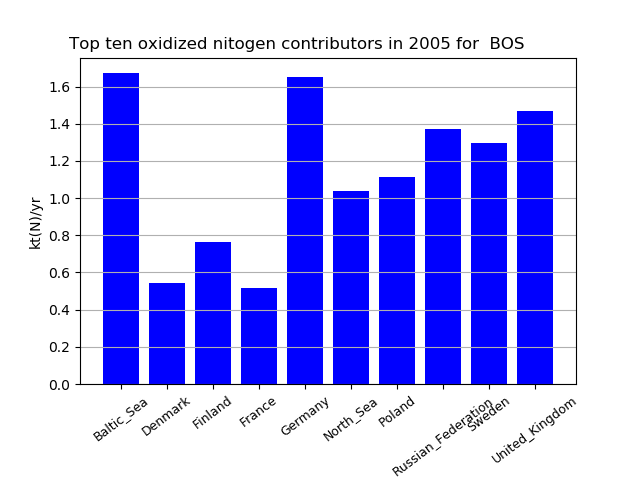 Top ten oxidized nitogen contributors in 2005 for  BOS
kt(N)/yr
1.6
1.4
1.2
1.0
0.8
0.6
0.4
0.2
0.0
Baltic_Sea
Denmark
Finland
France
Germany
North_Sea
Poland
Russian_Federation
Sweden
United_Kingdom